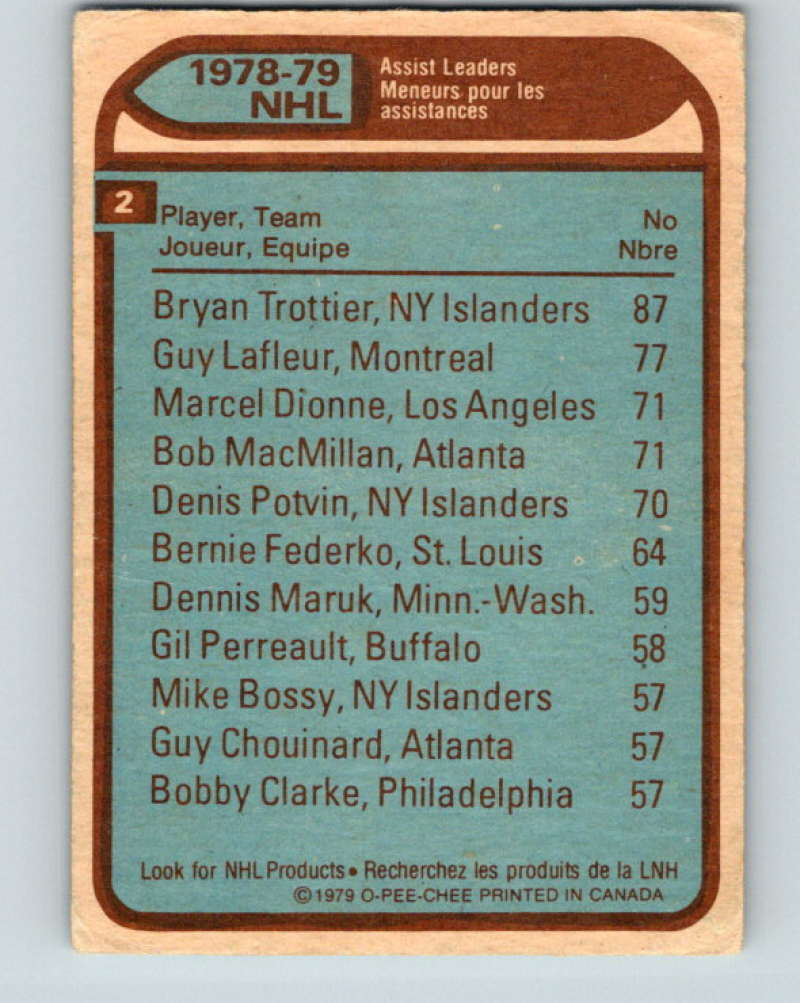 1978-79
NHL
Assist Leaders
Meneurs pour les
assistances
2
Player, Team No
Joueur, Equipe Nbre
Bryan Trottier, NY Islanders 87
Guy Lafleur, Montreal 77
Marcel Dionne, Los Angeles 71
Bob MacMillan, Atlanta 71
Denis Potvin, NY Islanders 70
Bernie Federko, St. Louis 64
Dennis Maruk, Minn.-Wash. 59
Gil Perreault, Buffalo 58
Mike Bossy, NY Islanders 57
Guy Chouinard, Atlanta 57
Bobby Clarke, Philadelphia 57
Look for NHL Products• Recherchez les produits de la LNH
©1979 O-PEE-CHEE PRINTED IN CANADA